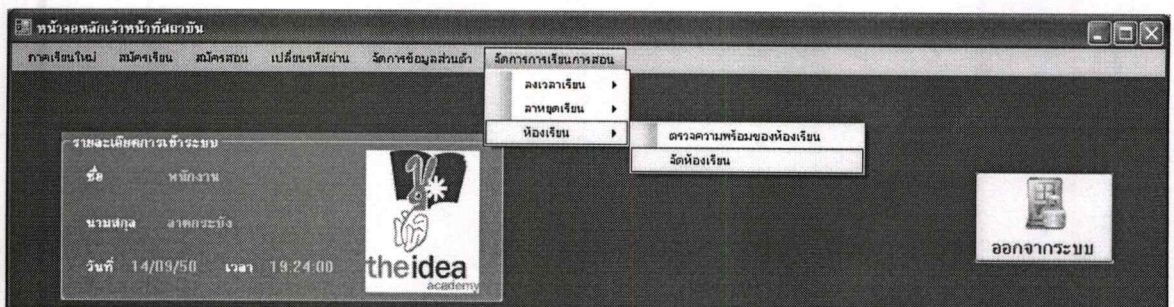 หน้าจอหลักเจ้าหน้าที่สถาบัน
ภาคเรียนใหม่ สมัครเรียน สมัครสอน เปลี่ยนรหัสผ่าน จัดการข้อมูลส่วนตัว จัดการการเรียนการสอน
ลงเวลาเรียน
ลาหยุดเรียน
ห้องเรียน
ตรวจความพร้อมของห้องเรียน
จัดห้องเรียน
รายละเอียดการเข้าระบบ
ชื่อ พนักงาน
นามสกุล ลาดกระบัง
วันที่ 14/09/50 เวลา 19:24:00
theidea
academy
ออกจากระบบ